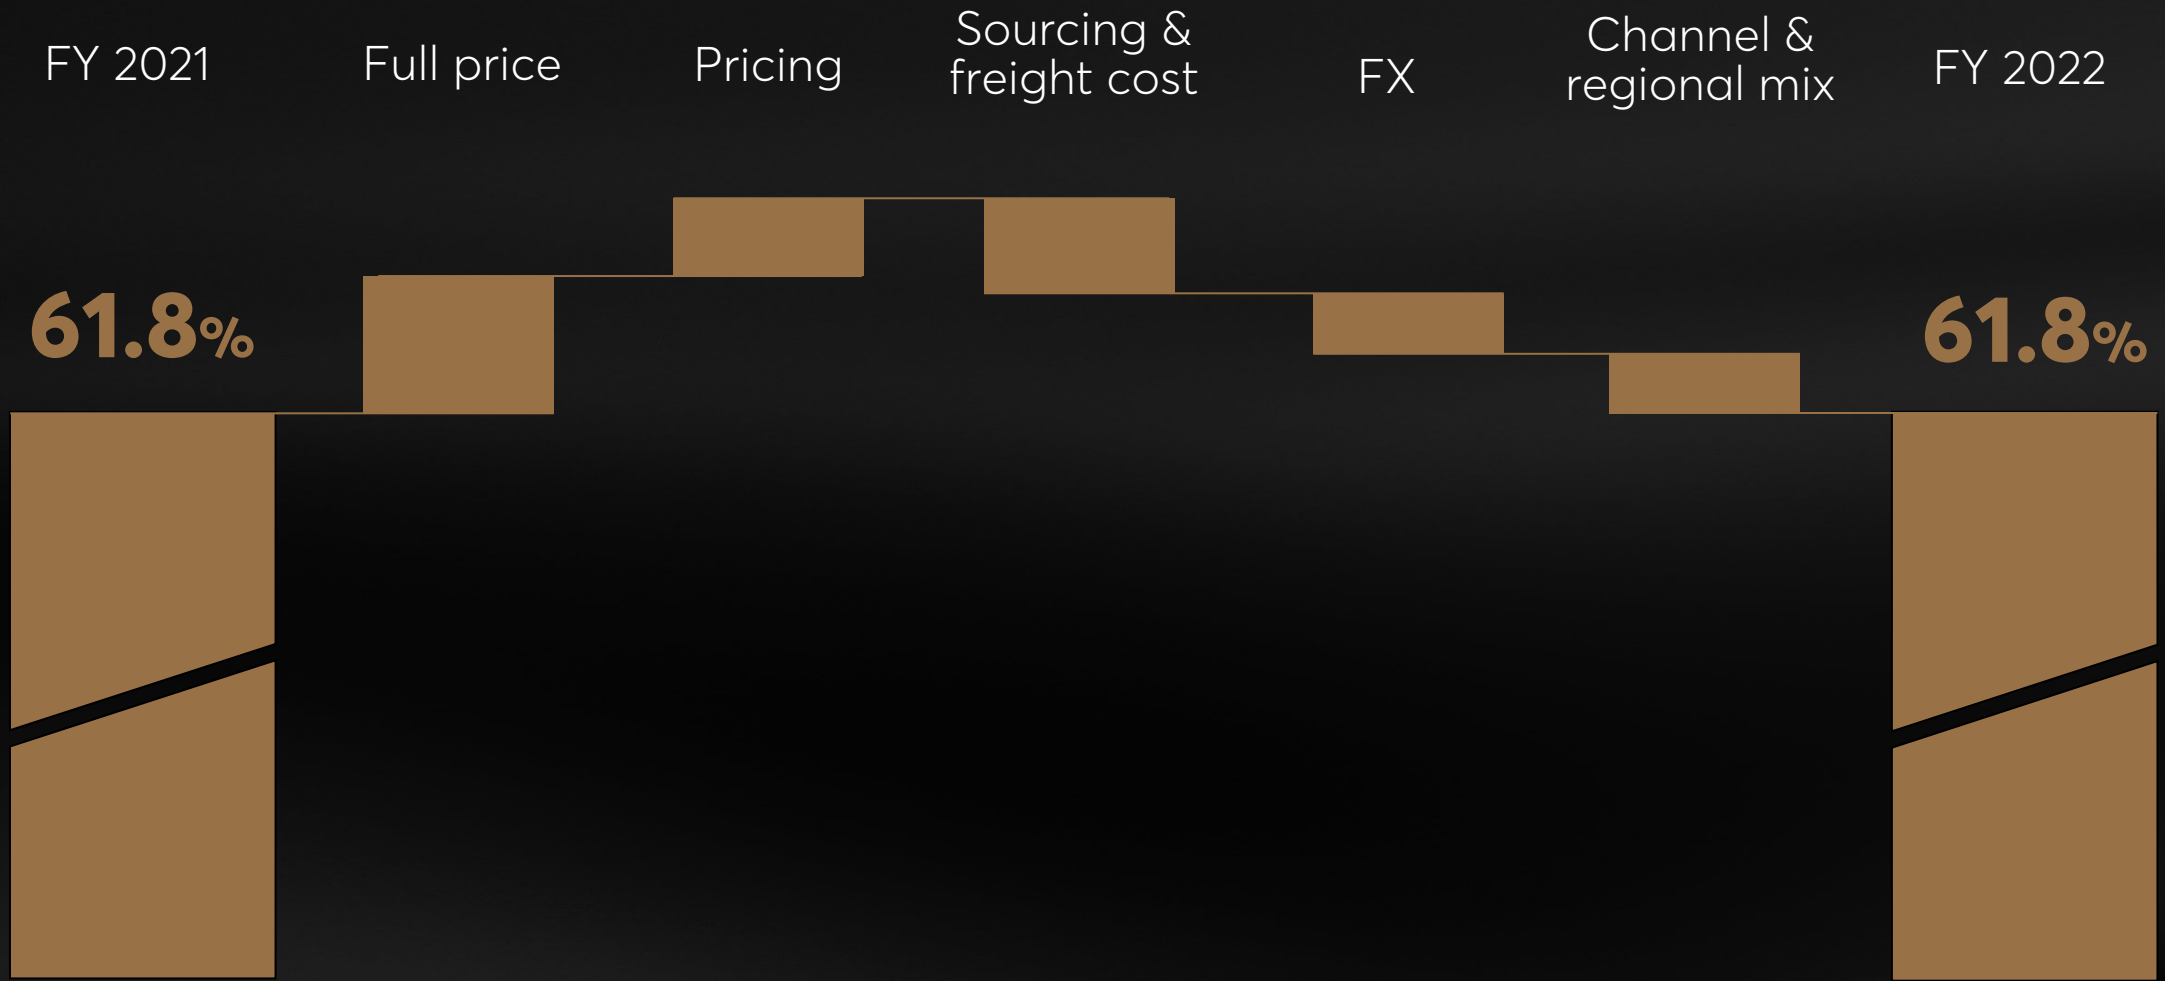 FY 2021
Full price
Pricing
Sourcing &
freight cost
FX
Channel &
regional mix
FY 2022
61.8%
61.8%